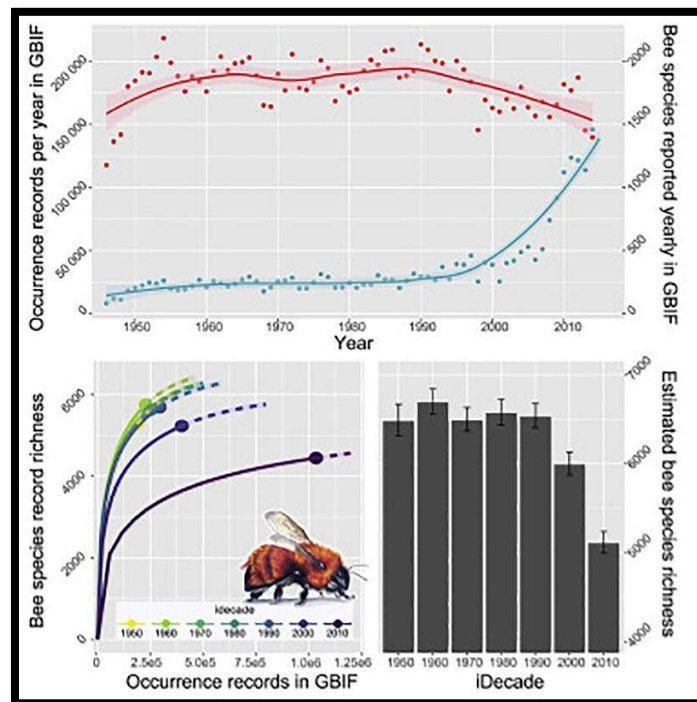 Occurrence records per year in GBIF
200 000
150 000
100 000
50 000
0
Bee species reported yearly in GBIF
2000
1500
1000
500
0
1950 1960 1970 1980 1990 2000 2010
Year
Bee species record richness
6000
4000
2000
0
idecade
1950 1960 1970 1980 1990 2000 2010
0 2.5e5 5.0e5 1.0e6 1.25e6
Occurrence records in GBIF
Estimated bee species richness
7000
6000
5000
4000
1950 1960 1970 1980 1990 2000 2010
iDecade